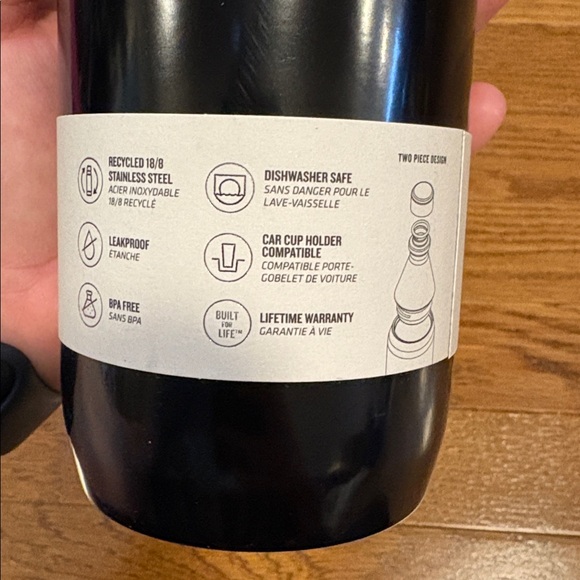 RECYCLED 18/8
STAINLESS STEEL
ACIER INOXYDABLE
18/8 RECYCLÉ
LEAKPROOF
ÉTANCHE
BPA FREE
SANS BPA
DISHWASHER SAFE
SANS DANGER POUR LE
LAVE-VAISSELLE
CAR CUP HOLDER
COMPATIBLE
COMPATIBLE PORTE-
GOBELET DE VOITURE
BUILT
FOR
LIFE™
LIFETIME WARRANTY
GARANTIE À VIE
TWO PIECE DESIGN